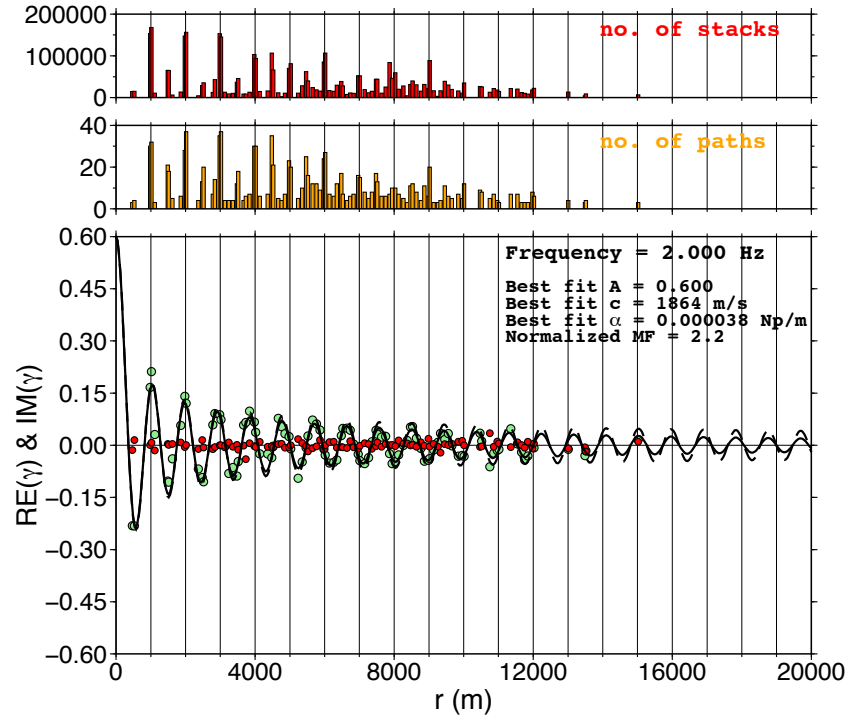 200000
100000
0
no. of stacks
40
20
0
no. of paths
0.60
0.45
0.30
0.15
0.00
−0.15
−0.30
−0.45
−0.60
RE(γ) & IM(γ)
Frequency = 2.000 Hz
Best fit A = 0.600
Best fit c = 1864 m/s
Best fit α = 0.000038 Np/m
Normalized MF = 2.2
0 4000 8000 12000 16000 20000
r (m)